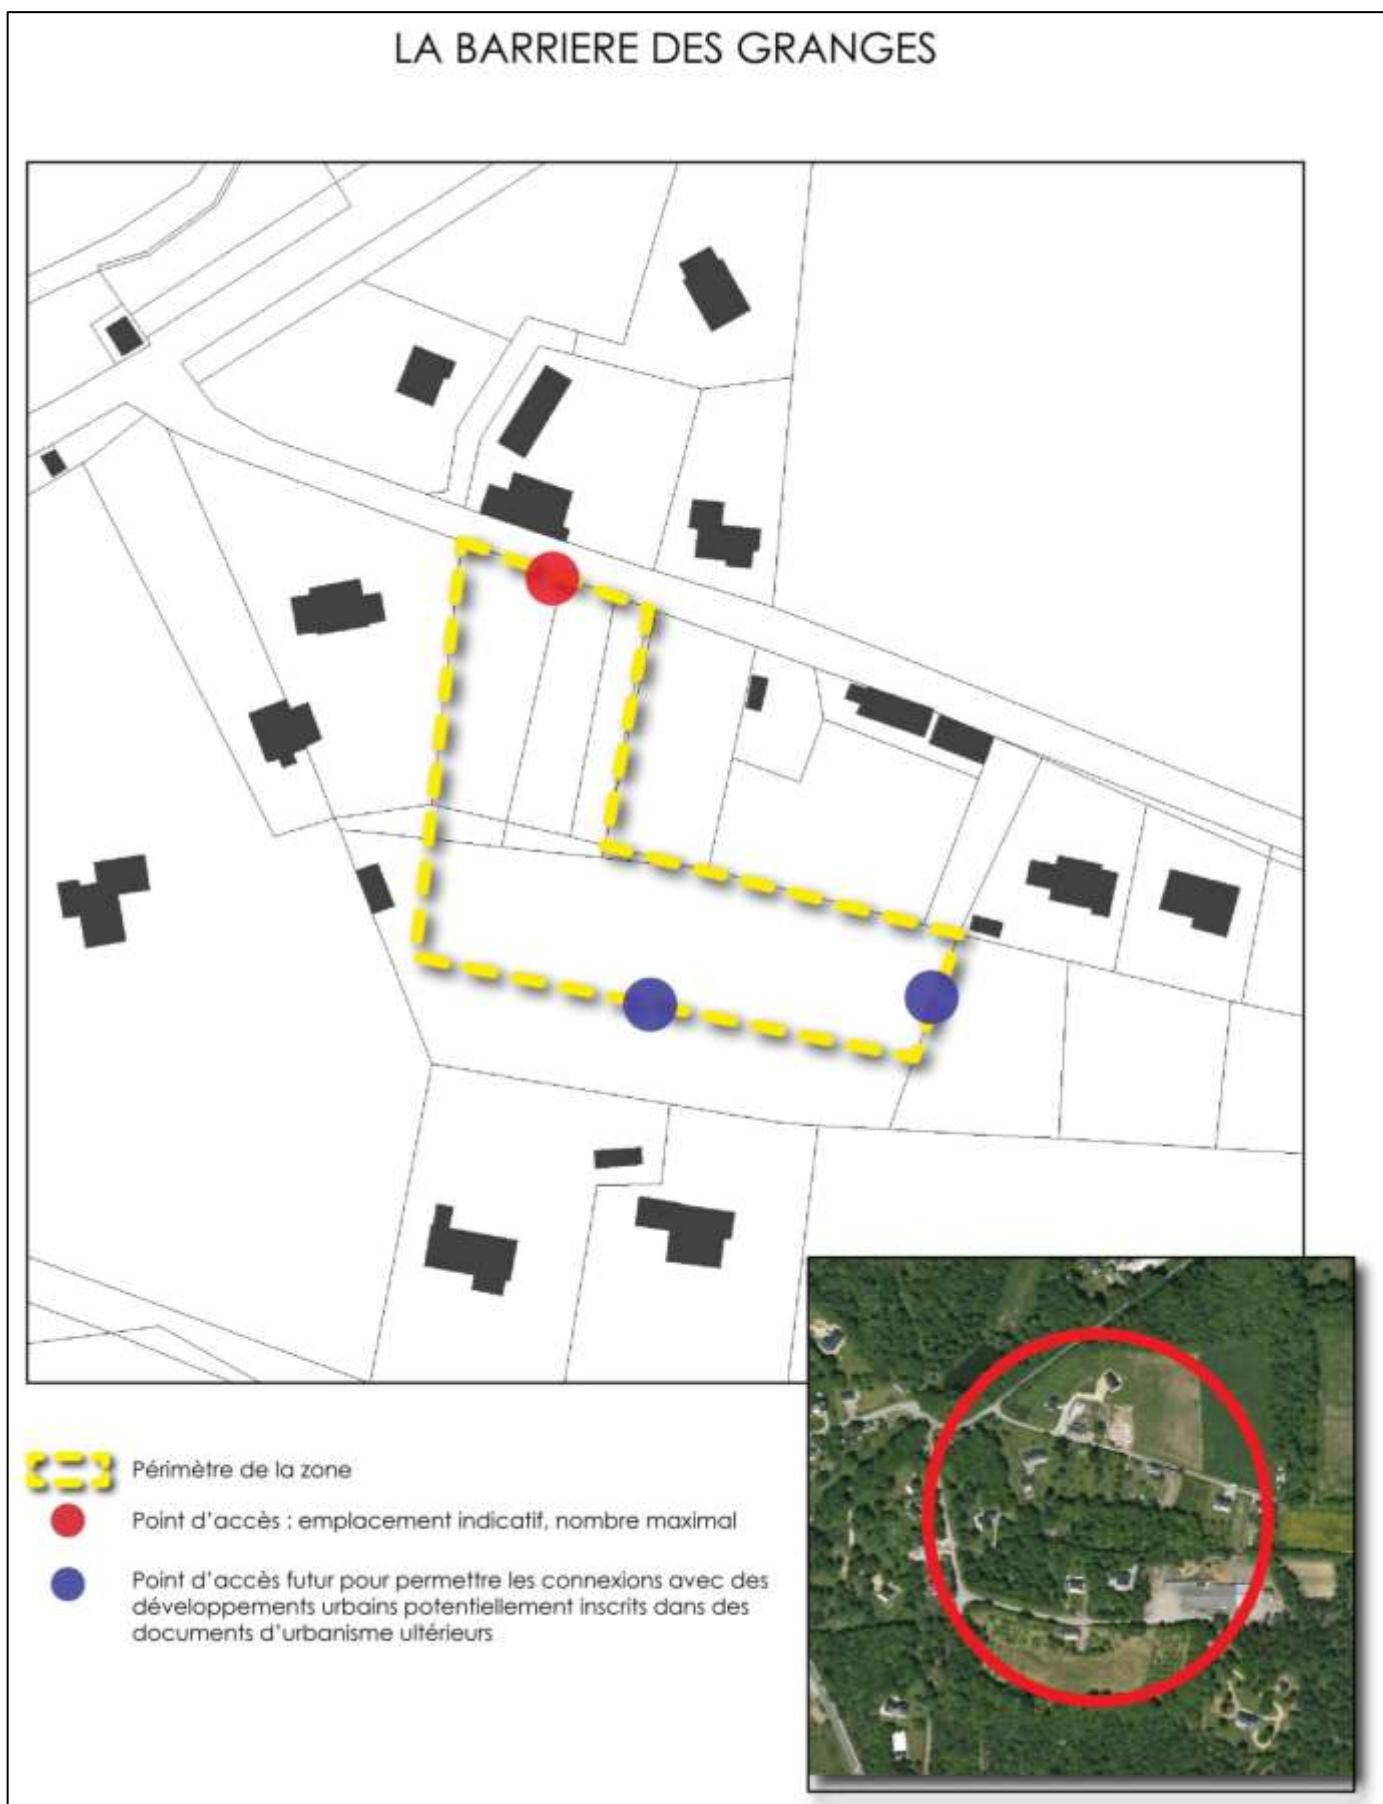 LA BARRIERE DES GRANGES
Périmètre de la zone
Point d'accès : emplacement indicatif, nombre maximal
Point d'accès futur pour permettre les connexions avec des
développements urbains potentiellement inscrits dans des
documents d'urbanisme ultérieurs